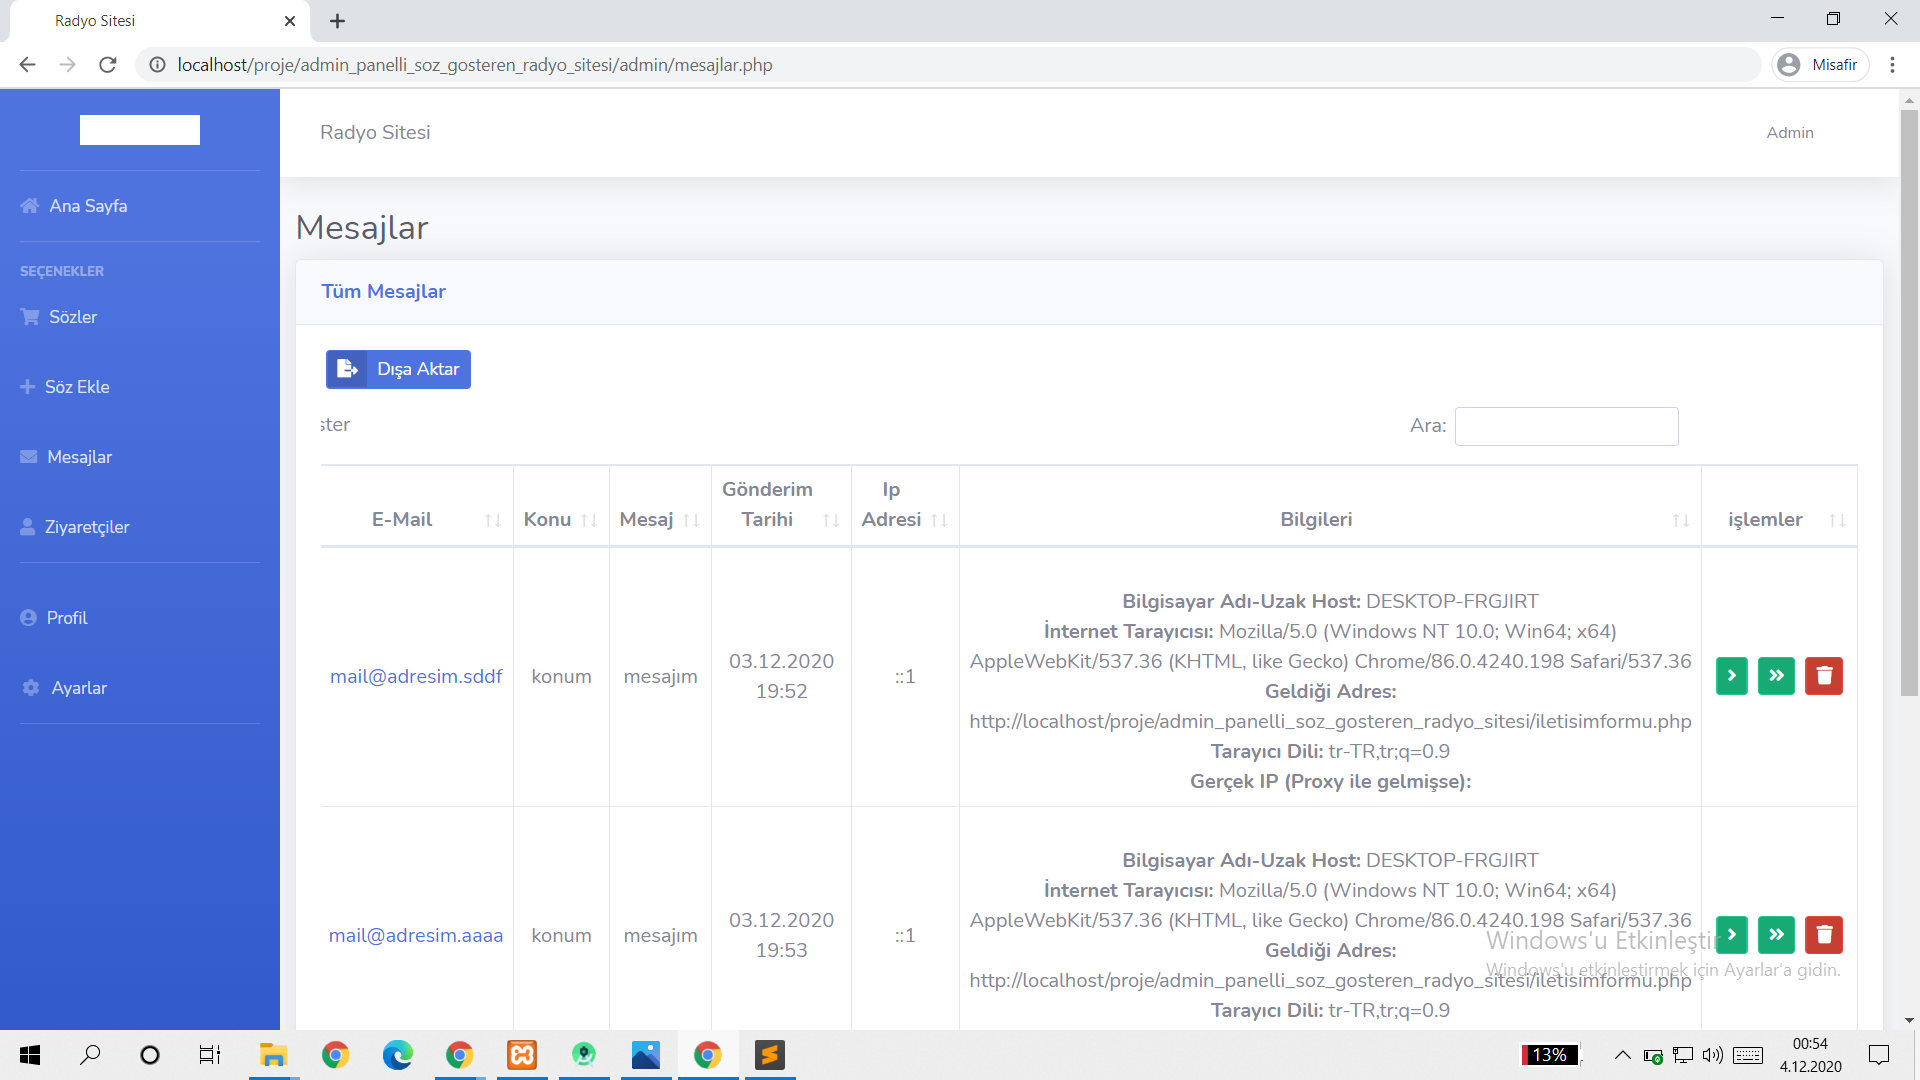 Radyo Sitesi
localhost/proje/admin_panelli_soz_gosteren_radyo_sitesi/admin/mesajlar.php
Misafir
Radyo Sitesi
Admin
Ana Sayfa
SEÇENEKLER
Sözler
Söz Ekle
Mesajlar
Ziyaretçiler
Profil
Ayarlar
Mesajlar
Tüm Mesajlar
Dışa Aktar
ster
Ara:
E-Mail
Konu
Mesaj
Gönderim
Tarihi
Ip
Adresi
Bilgileri
işlemler
mail@adresim.sddf
konum
mesajım
03.12.2020
19:52
::1
Bilgisayar Adı-Uzak Host: DESKTOP-FRGJIRT
İnternet Tarayıcısı: Mozilla/5.0 (Windows NT 10.0; Win64; x64)
AppleWebKit/537.36 (KHTML, like Gecko) Chrome/86.0.4240.198 Safari/537.36
Geldiği Adres:
http://localhost/proje/admin_panelli_soz_gosteren_radyo_sitesi/iletisimformu.php
Tarayıcı Dili: tr-TR,tr;q=0.9
Gerçek IP (Proxy ile gelmişse):
mail@adresim.aaaa
konum
mesajım
03.12.2020
19:53
::1
Bilgisayar Adı-Uzak Host: DESKTOP-FRGJIRT
İnternet Tarayıcısı: Mozilla/5.0 (Windows NT 10.0; Win64; x64)
AppleWebKit/537.36 (KHTML, like Gecko) Chrome/86.0.4240.198 Safari/537.36
Geldiği Adres:
http://localhost/proje/admin_panelli_soz_gosteren_radyo_sitesi/iletisimformu.php
Tarayıcı Dili: tr-TR,tr;q=0.9
Windows'u Etkinleştir
Windows'u etkinleştirmek için Ayarlar'a gidin.
13%
00:54
4.12.2020